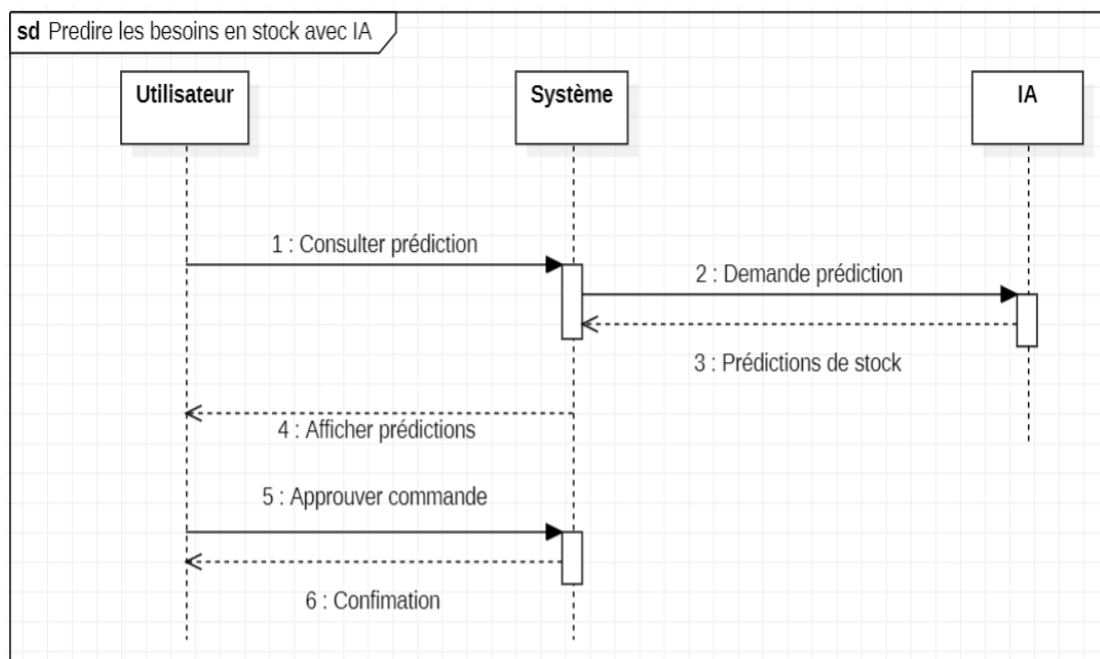 sd Predire les besoins en stock avec IA
Utilisateur
Système
IA
1 : Consulter prédiction
2 : Demande prédiction
3 : Prédictions de stock
4 : Afficher prédictions
5 : Approuver commande
6 : Confimation